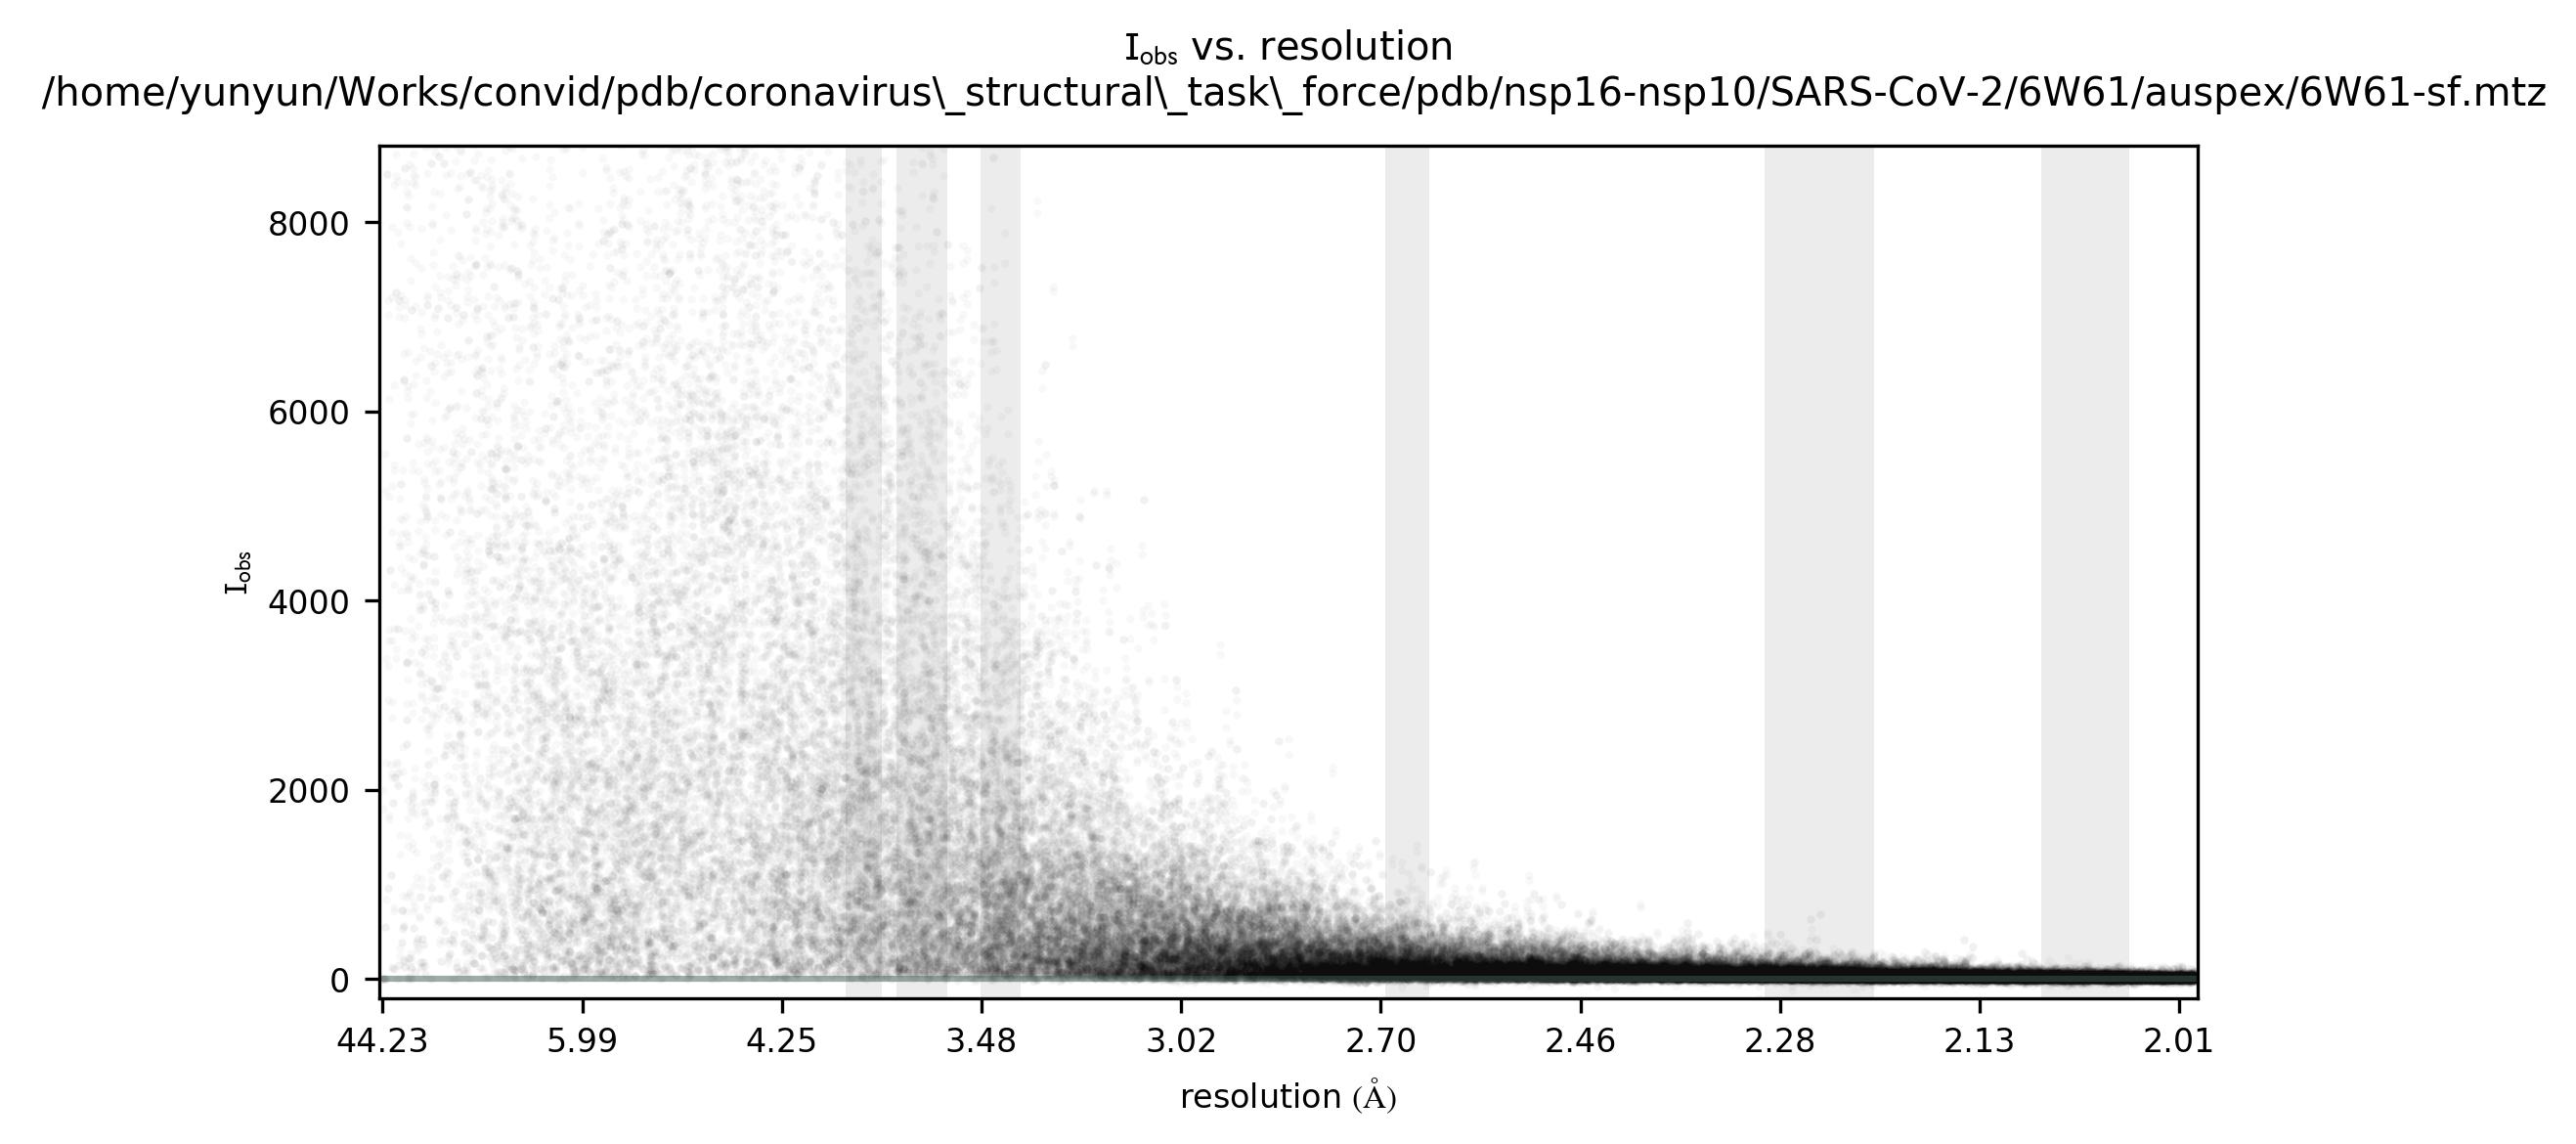 Iobs vs. resolution
/home/yunyun/Works/convid/pdb/coronavirus\_structural\_task\_force/pdb/nsp16-nsp10/SARS-CoV-2/6W61/auspex/6W61-sf.mtz
8000
6000
Iobs
4000
2000
0
44.23 5.99 4.25 3.48 3.02 2.70 2.46 2.28 2.13 2.01
resolution (Å)